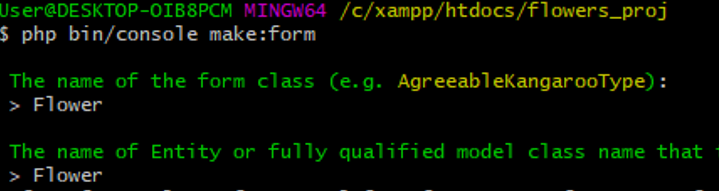 User@DESKTOP-OIB8PCM MINGW64 /c/xampp/htdocs/flowers_proj
$ php bin/console make:form
The name of the form class (e.g. AgreeableKangarooType):
> Flower
The name of Entity or fully qualified model class name that
> Flower